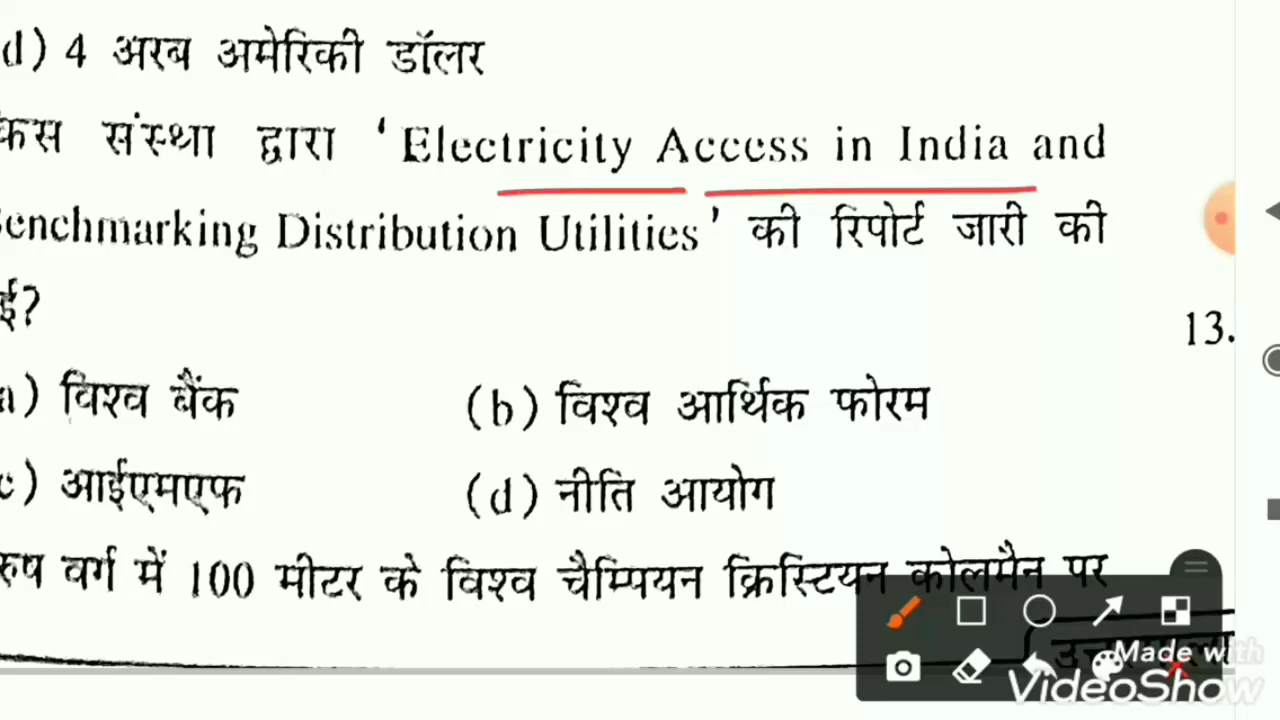 d) 4 अरब अमेरिकी डॉलर
संस्था द्वारा 'Electricity Access in India and
Benchmarking Distribution Utilities' की रिपोर्ट जारी की
ई?
a) विश्व बैंक (b) विश्व आर्थिक फोरम
c) आईएमएफ (d) नीति आयोग
13.
वर्ग में 100 मीटर के विश्व चैम्पियन क्रिस्टियन कोलमैन पर
Made with
VideoShow